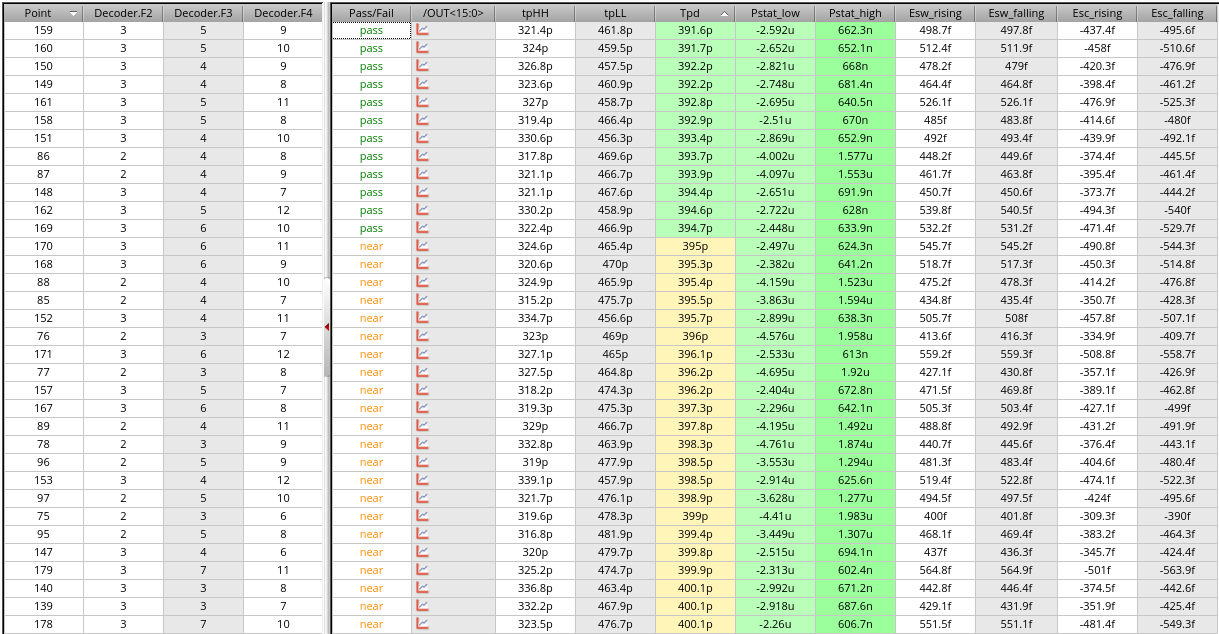 Point Decoder.F2 Decoder.F3 Decoder.F4 Pass/Fail /OUT<15:0> tpHH tpLL Tpd Pstat_low Pstat_high Esw_rising Esw_falling Esc_rising Esc_falling
159 3 5 9 pass 321.4p 461.8p 391.6p -2.592u 662.3n 498.7f 497.8f -437.4f -495.6f
160 3 5 10 pass 324p 459.5p 391.7p -2.652u 652.1n 512.4f 511.9f -458f -510.6f
150 3 4 9 pass 326.8p 457.5p 392.2p -2.821u 668n 478.2f 479f -420.3f -476.9f
149 3 4 8 pass 323.6p 460.9p 392.2p -2.748u 681.4n 464.4f 464.8f -398.4f -461.2f
161 3 5 11 pass 327p 458.7p 392.8p -2.695u 640.5n 526.1f 526.1f -476.9f -525.3f
158 3 5 8 pass 319.4p 466.4p 392.9p -2.51u 670n 485f 483.8f -414.6f -480f
151 3 4 10 pass 330.6p 456.3p 393.4p -2.869u 652.9n 492f 493.4f -439.9f -492.1f
86 2 4 8 pass 317.8p 469.6p 393.7p -4.002u 1.577u 448.2f 449.6f -374.4f -445.5f
87 2 4 9 pass 321.1p 466.7p 393.9p -4.097u 1.553u 461.7f 463.8f -395.4f -461.4f
148 3 4 7 pass 321.1p 467.6p 394.4p -2.651u 691.9n 450.7f 450.6f -373.7f -444.2f
162 3 5 12 pass 330.2p 458.9p 394.6p -2.722u 628n 539.8f 540.5f -494.3f -540f
169 3 6 10 pass 322.4p 466.9p 394.7p -2.448u 633.9n 532.2f 531.2f -471.4f -529.7f
170 3 6 11 near 324.6p 465.4p 395p -2.497u 624.3n 545.7f 545.2f -490.8f -544.3f
168 3 6 9 near 320.6p 470p 395.3p -2.382u 641.2n 518.7f 517.3f -450.3f -514.8f
88 2 4 10 near 324.9p 465.9p 395.4p -4.159u 1.523u 475.2f 478.3f -414.2f -476.8f
85 2 4 7 near 315.2p 475.7p 395.5p -3.863u 1.594u 434.8f 435.4f -350.7f -428.3f
152 3 4 11 near 334.7p 456.6p 395.7p -2.899u 638.3n 505.7f 508f -457.8f -507.1f
76 2 3 7 near 323p 469p 396p -4.576u 1.958u 413.6f 416.3f -334.9f -409.7f
171 3 6 12 near 327.1p 465p 396.1p -2.533u 613n 559.2f 559.3f -508.8f -558.7f
77 2 3 8 near 327.5p 464.8p 396.2p -4.695u 1.92u 427.1f 430.8f -357.1f -426.9f
157 3 5 7 near 318.2p 474.3p 396.2p -2.404u 672.8n 471.5f 469.8f -389.1f -462.8f
167 3 6 8 near 319.3p 475.3p 397.3p -2.296u 642.1n 505.3f 503.4f -427.1f -499f
89 2 4 11 near 329p 466.7p 397.8p -4.195u 1.492u 488.8f 492.9f -431.2f -491.9f
78 2 3 9 near 332.8p 463.9p 398.3p -4.761u 1.874u 440.7f 445.6f -376.4f -443.1f
96 2 5 9 near 319p 477.9p 398.5p -3.553u 1.294u 481.3f 483.4f -404.6f -480.4f
153 3 4 12 near 339.1p 457.9p 398.5p -2.914u 625.6n 519.4f 522.8f -474.1f -522.3f
97 2 5 10 near 321.7p 476.1p 398.9p -3.628u 1.277u 494.5f 497.5f -424f -495.6f
75 2 3 6 near 319.6p 478.3p 399p -4.41u 1.983u 400f 401.8f -309.3f -390f
95 2 5 8 near 316.8p 481.9p 399.4p -3.449u 1.307u 468.1f 469.4f -383.2f -464.3f
147 3 4 6 near 320p 479.7p 399.8p -2.515u 694.1n 437f 436.3f -345.7f -424.4f
179 3 7 11 near 325.2p 474.7p 399.9p -2.313u 602.4n 564.8f 564.9f -501f -563.9f
140 3 3 8 near 336.8p 463.4p 400.1p -2.992u 671.2n 442.8f 446.4f -374.5f -442.6f
139 3 3 7 near 332.2p 467.9p 400.1p -2.918u 687.6n 429.1f 431.9f -351.9f -425.4f
178 3 7 10 near 323.5p 476.7p 400.1p -2.26u 606.7n 551.5f 551.1f -481.4f -549.3f